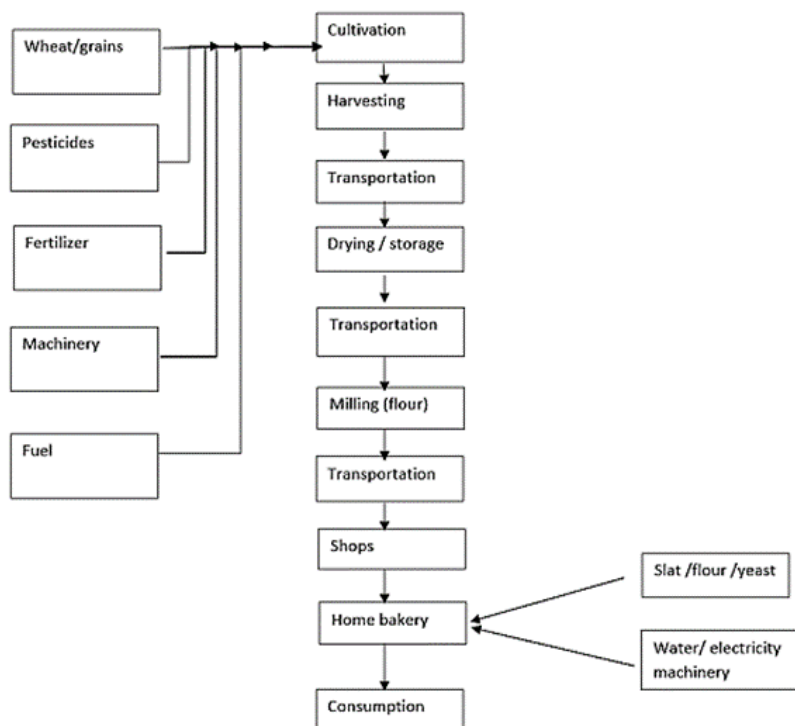 Wheat/grains
Pesticides
Fertilizer
Machinery
Fuel
Cultivation
Harvesting
Transportation
Drying / storage
Transportation
Milling (flour)
Transportation
Shops
Home bakery
Consumption
Slat /flour /yeast
Water/ electricity
machinery